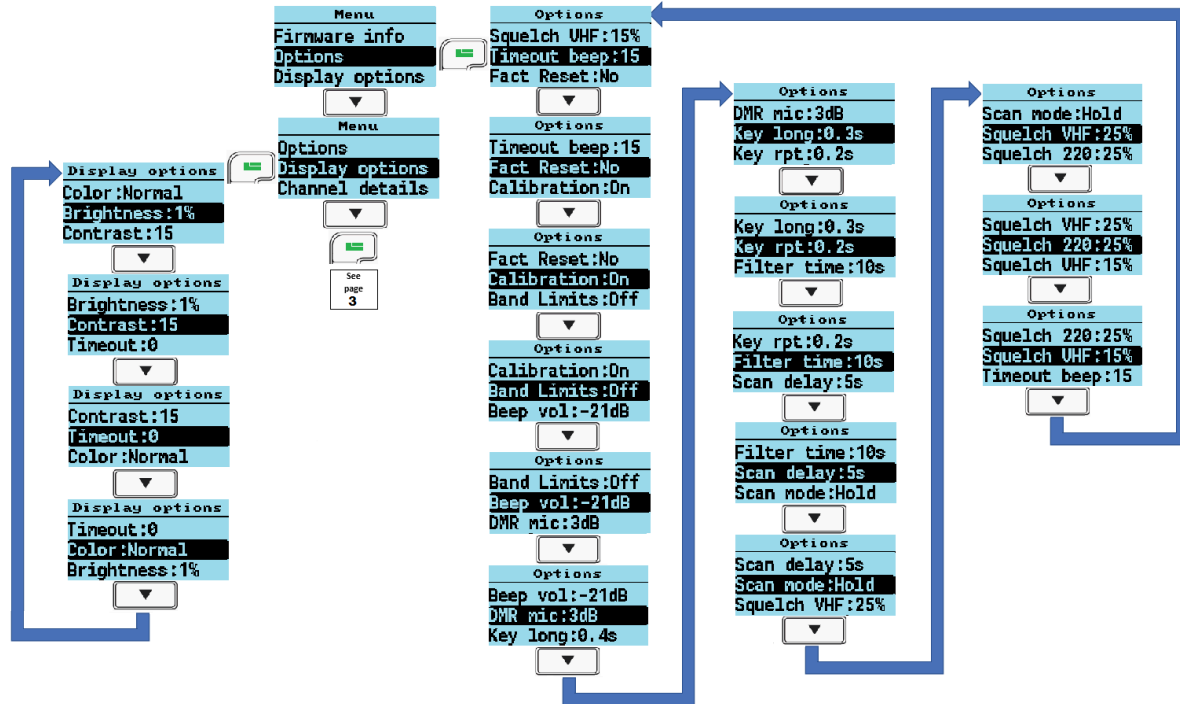 Menu
Firmware info
Options
Display options
Menu
Options
Display options
Channel details
See
page
3
Display options
Color:Normal
Brightness:1%
Contrast:15
Display options
Brightness:1%
Contrast:15
Timeout:0
Display options
Contrast:15
Timeout:0
Color:Normal
Display options
Timeout:0
Color:Normal
Brightness:1%
Options
Squelch UHF:15%
Timeout beep:15
Fact Reset:No
Options
Timeout beep:15
Fact Reset:No
Calibration:On
Options
Fact Reset:No
Calibration:On
Band Limits:Off
Options
Calibration:On
Band Limits:Off
Beep vol:-21dB
Options
Band Limits:Off
Beep vol:-21dB
DMR mic:3dB
Options
Beep vol:-21dB
DMR mic:3dB
Key long:0.4s
Options
DMR mic:3dB
Key long:0.3s
Key rpt:0.2s
Options
Key long:0.3s
Key rpt:0.2s
Filter time:10s
Options
Key rpt:0.2s
Filter time:10s
Scan delay:5s
Options
Filter time:10s
Scan delay:5s
Scan mode:Hold
Options
Scan delay:5s
Scan mode:Hold
Squelch VHF:25%
Options
Scan mode:Hold
Squelch VHF:25%
Squelch 220:25%
Options
Squelch VHF:25%
Squelch 220:25%
Squelch UHF:15%
Options
Squelch 220:25%
Squelch UHF:15%
Timeout beep:15